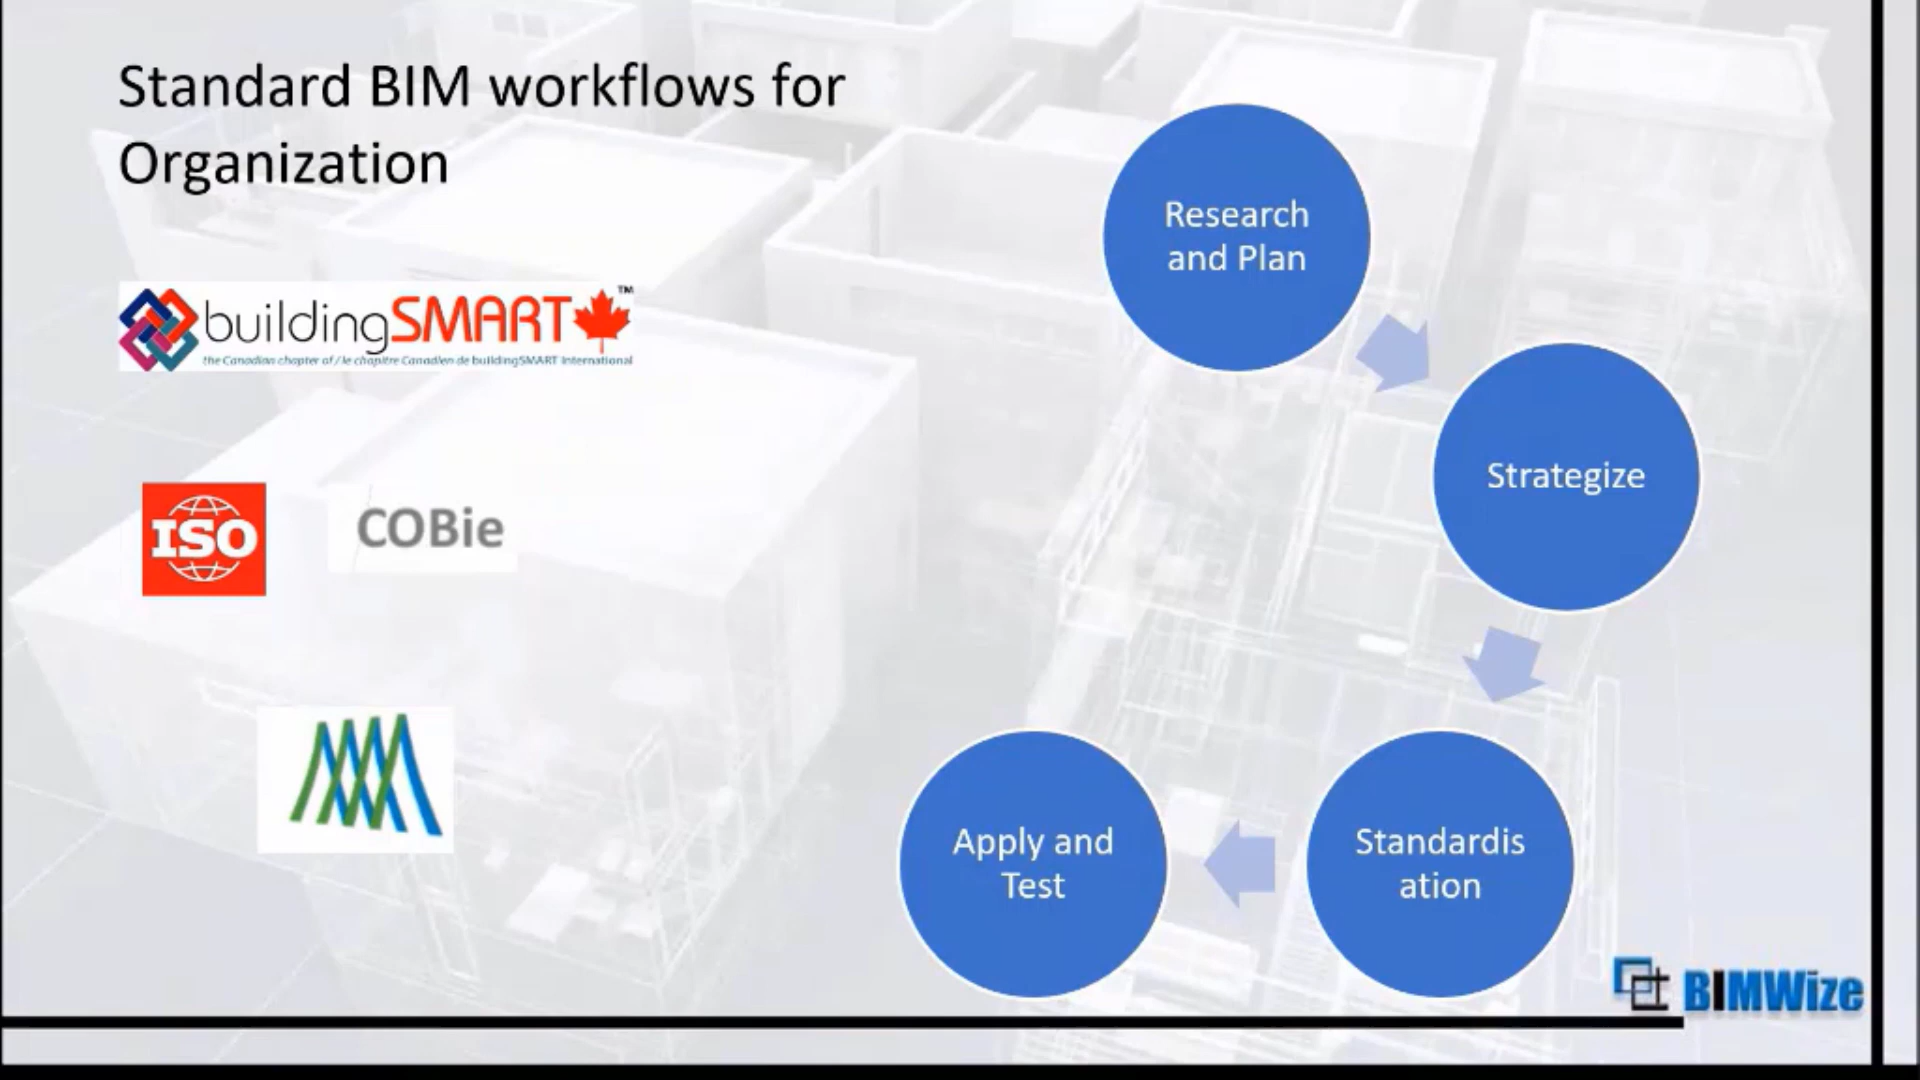 Standard BIM workflows for
Organization
buildingSMART™
the Canadian chapter of / le chapitre Canadien de buildingSMART International
ISO
COBie
Research
and Plan
Strategize
Standardis
ation
Apply and
Test
BIMWize